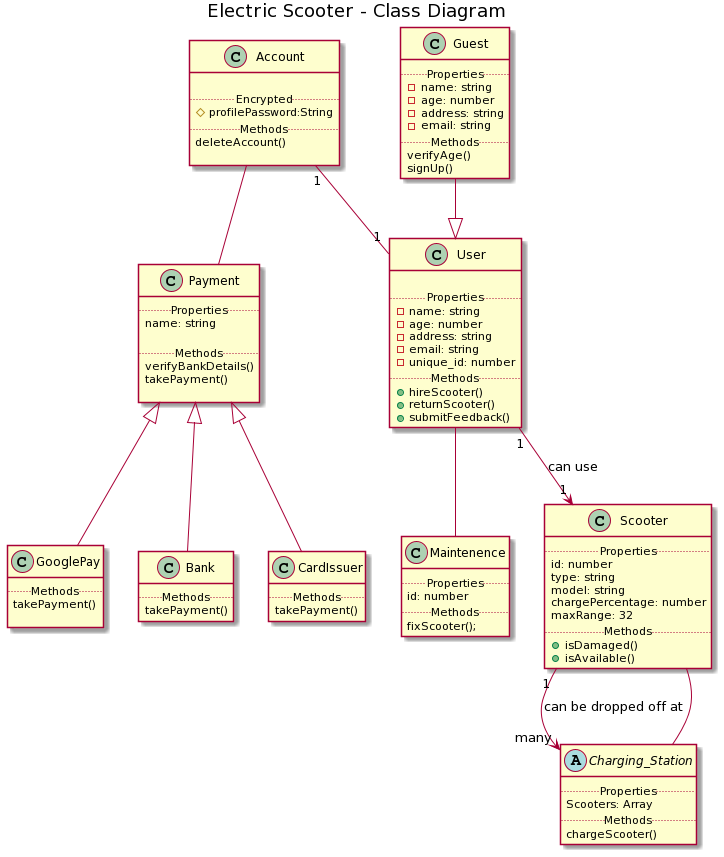 Electric Scooter - Class Diagram
C Account
Encrypted
profilePassword:String
Methods
deleteAccount()
C Guest
Properties
name: string
age: number
address: string
email: string
Methods
verifyAge()
signUp()
1
1
C Payment
Properties
name: string
Methods
verifyBankDetails()
takePayment()
C User
Properties
name: string
age: number
address: string
email: string
unique_id: number
Methods
hireScooter()
returnScooter()
submitFeedback()
1
can use
1
C GooglePay
Methods
takePayment()
C Bank
Methods
takePayment()
C CardIssuer
Methods
takePayment()
C Maintenence
Properties
id: number
Methods
fixScooter();
C Scooter
Properties
id: number
type: string
model: string
chargePercentage: number
maxRange: 32
Methods
isDamaged()
isAvailable()
1
can be dropped off at
many
A Charging_Station
Properties
Scooters: Array
Methods
chargeScooter()